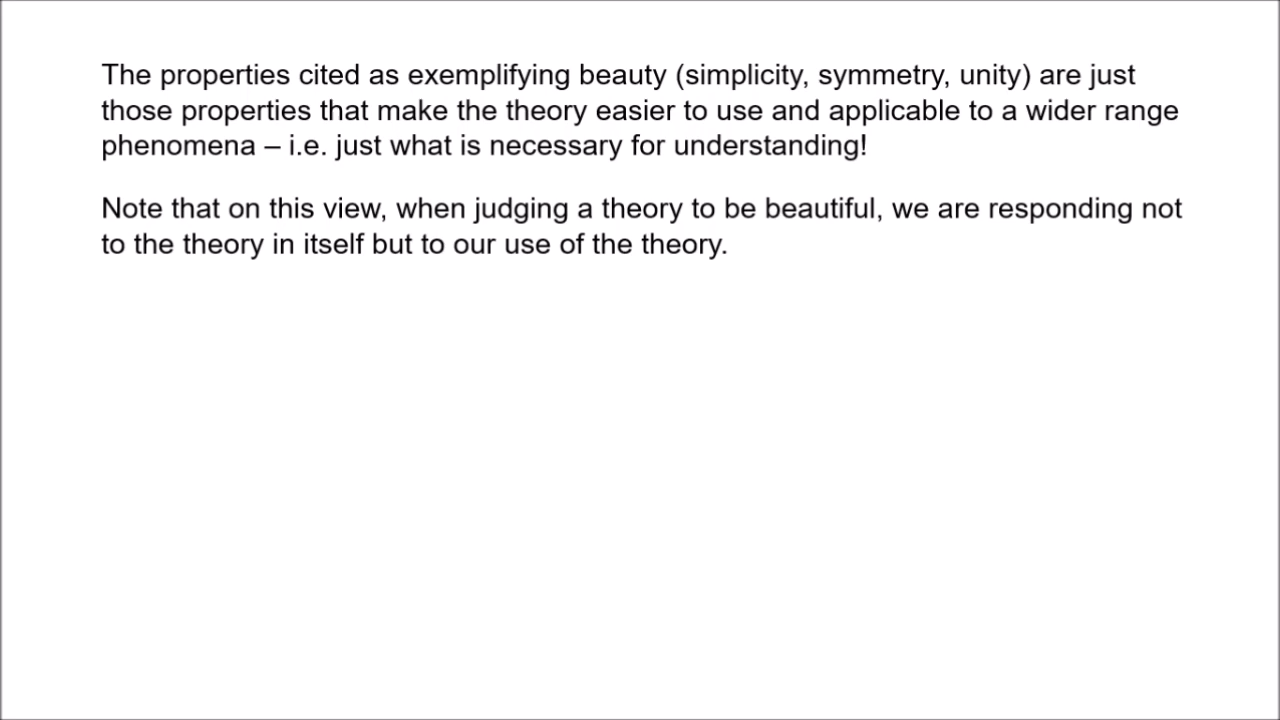 The properties cited as exemplifying beauty (simplicity, symmetry, unity) are just
those properties that make the theory easier to use and applicable to a wider range
phenomena – i.e. just what is necessary for understanding!
Note that on this view, when judging a theory to be beautiful, we are responding not
to the theory in itself but to our use of the theory.